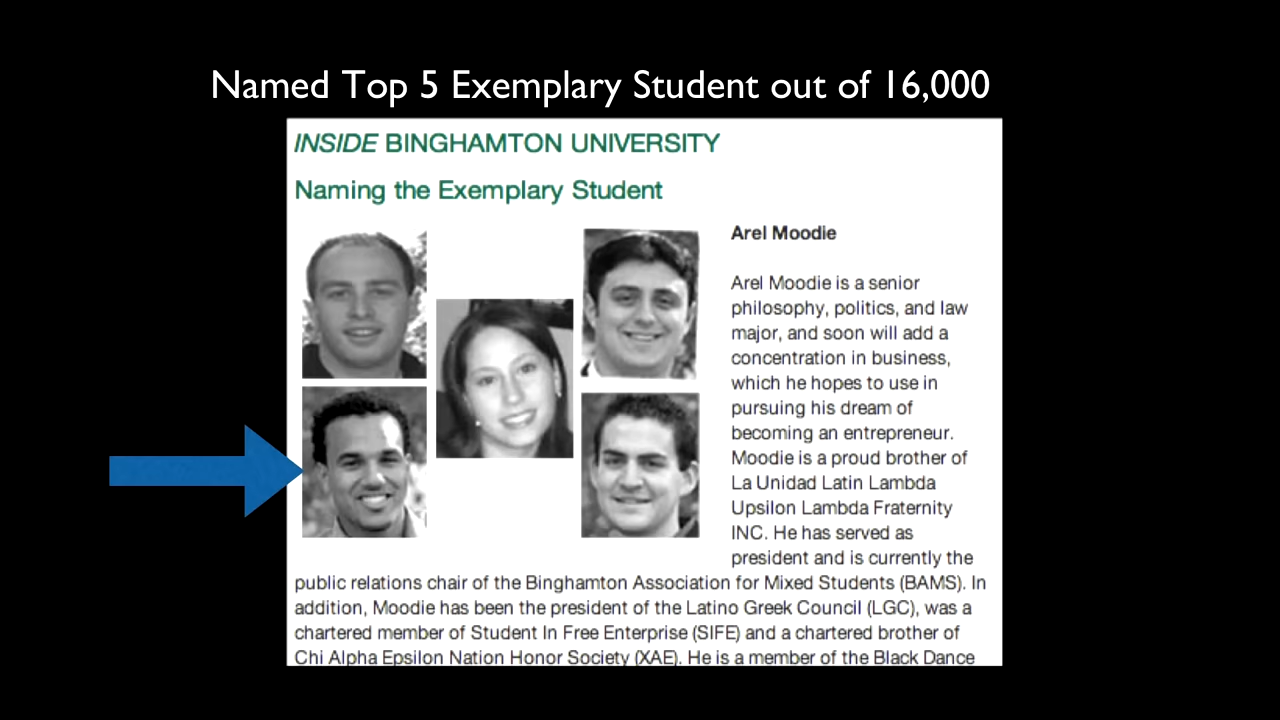 Named Top 5 Exemplary Student out of 16,000
INSIDE BINGHAMTON UNIVERSITY
Naming the Exemplary Student
Arel Moodie
Arel Moodie is a senior
philosophy, politics, and law
major, and soon will add a
concentration in business,
which he hopes to use in
pursuing his dream of
becoming an entrepreneur.
Moodie is a proud brother of
La Unidad Latin Lambda
Upsilon Lambda Fraternity
INC. He has served as
president and is currently the
public relations chair of the Binghamton Association for Mixed Students (BAMS). In
addition, Moodie has been the president of the Latino Greek Council (LGC), was a
chartered member of Student In Free Enterprise (SIFE) and a chartered brother of
Chi Alpha Epsilon Nation Honor Society (XAE). He is a member of the Black Dance